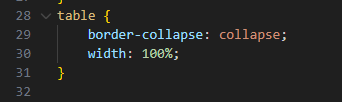 28 table {
29 border-collapse: collapse;
30 width: 100%;
31 }
32